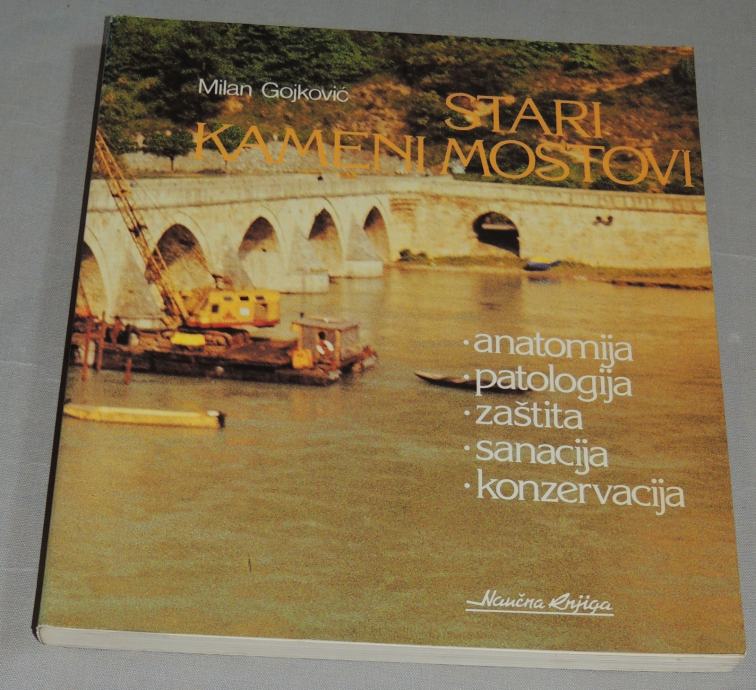 Milan Gojković
STARI
KAMENI MOSTOVI
· anatomija
· patologija
· zaštita
· sanacija
· konzervacija
Naučna Knjiga